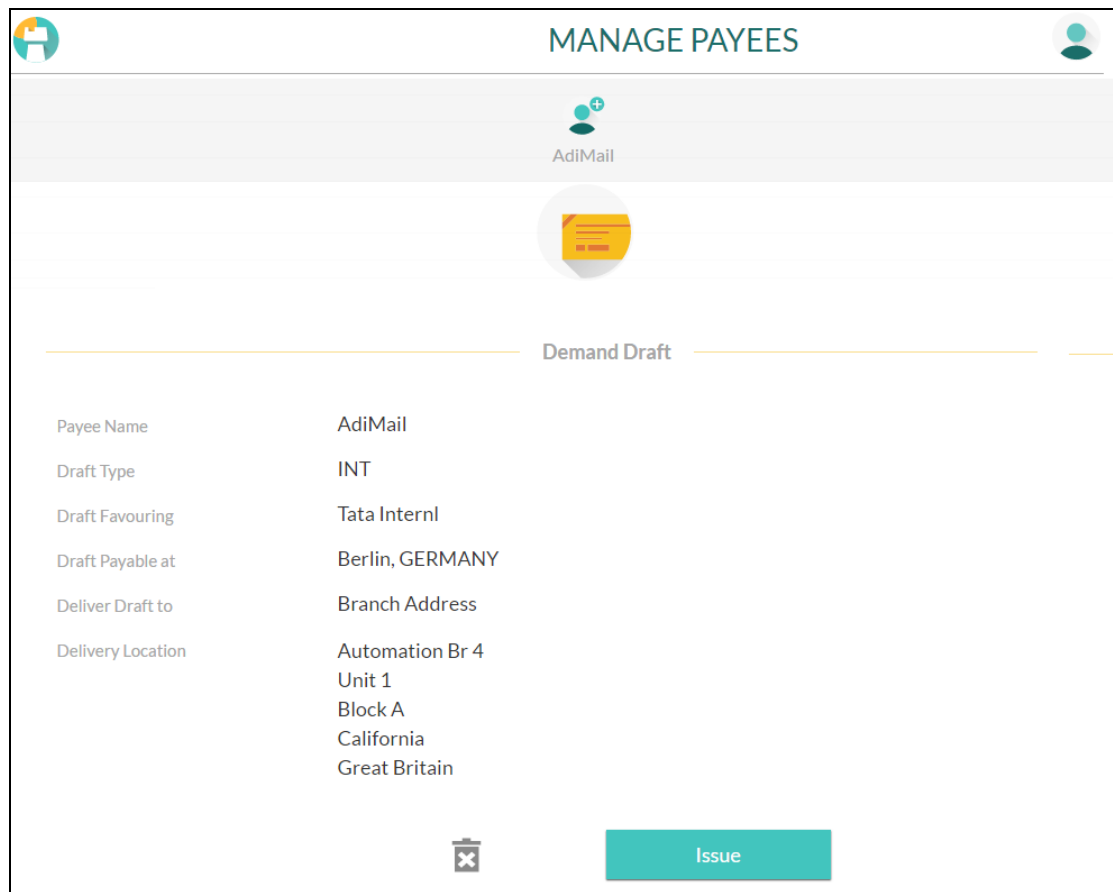 MANAGE PAYEES
AdiMail
Demand Draft
Payee Name AdiMail
Draft Type INT
Draft Favouring Tata Internl
Draft Payable at Berlin, GERMANY
Deliver Draft to Branch Address
Delivery Location Automation Br 4
Unit 1
Block A
California
Great Britain
Issue